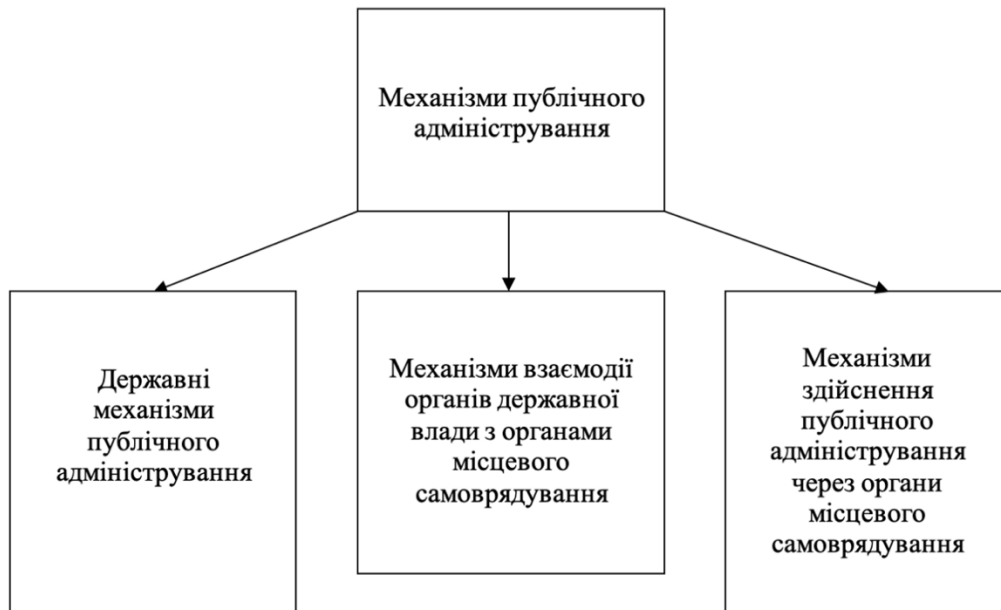 Механізми публічного
адміністрування
Державні
механізми
публічного
адміністрування
Механізми взаємодії
органів державної
влади з органами
місцевого
самоврядування
Механізми
здійснення
публічного
адміністрування
через органи
місцевого
самоврядування